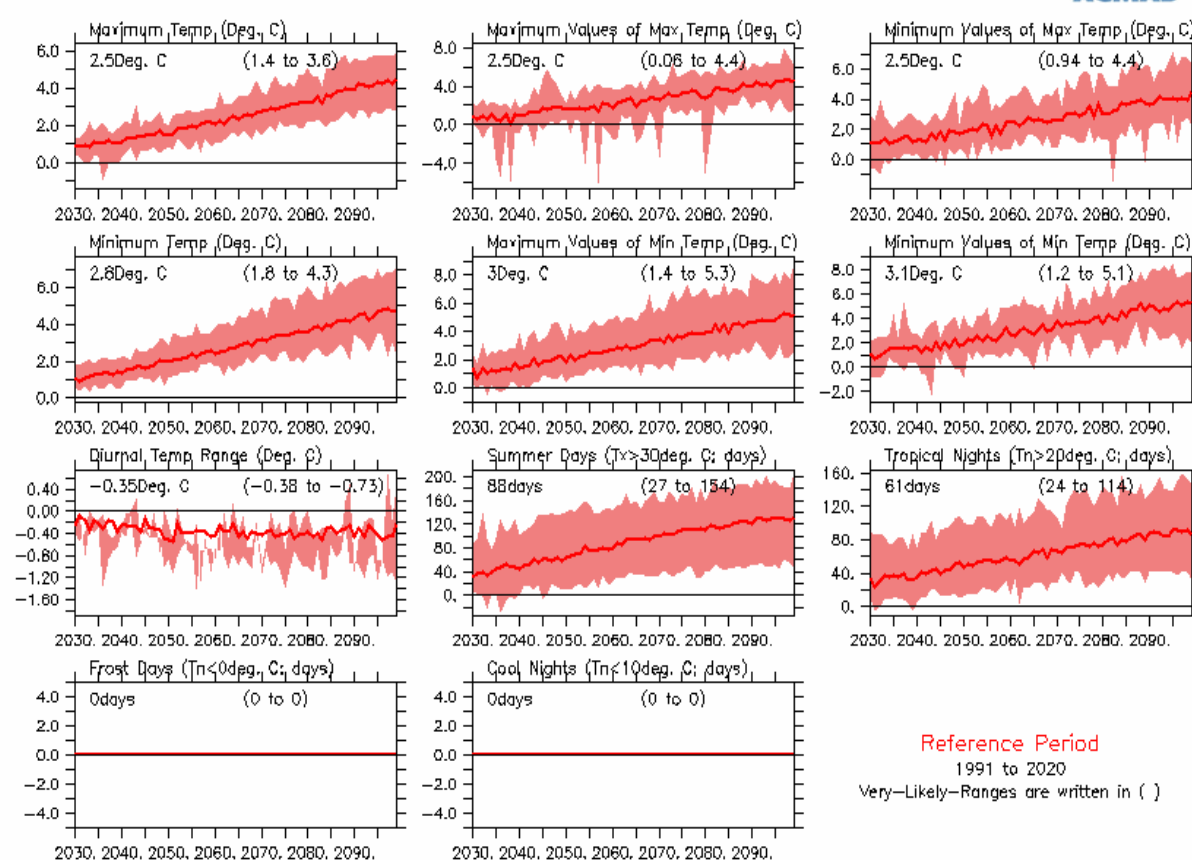 Maximum Temp (Deg. C)
2.5Deg. C (1.4 to 3.6)
6.0
4.0
2.0
0.0
2030. 2040. 2050. 2060. 2070. 2080. 2090.
Maximum Values of Max Temp (Deg. C)
2.5Deg. C (0.06 to 4.4)
8.0
4.0
0.0
−4.0
2030. 2040. 2050. 2060. 2070. 2080. 2090.
Minimum Values of Max Temp (Deg. C)
2.5Deg. C (0.94 to 4.4)
6.0
4.0
2.0
0.0
2030. 2040. 2050. 2060. 2070. 2080. 2090.
Minimum Temp (Deg. C)
2.8Deg. C (1.8 to 4.3)
6.0
4.0
2.0
0.0
2030. 2040. 2050. 2060. 2070. 2080. 2090.
Maximum Values of Min Temp (Deg. C)
3Deg. C (1.4 to 5.3)
8.0
6.0
4.0
2.0
0.0
2030. 2040. 2050. 2060. 2070. 2080. 2090.
Minimum Values of Min Temp (Deg. C)
3.1Deg. C (1.2 to 5.1)
8.0
6.0
4.0
2.0
0.0
−2.0
2030. 2040. 2050. 2060. 2070. 2080. 2090.
Diurnal Temp Range (Deg. C)
−0.35Deg. C (−0.38 to −0.73)
0.40
0.00
−0.40
−0.80
−1.20
−1.60
2030. 2040. 2050. 2060. 2070. 2080. 2090.
Summer Days (Tx>30deg. C; days)
88days (27 to 154)
200.
160.
120.
80.
40.
0.
2030. 2040. 2050. 2060. 2070. 2080. 2090.
Tropical Nights (Tn>20deg. C; days)
61days (24 to 114)
160.
120.
80.
40.
0.
2030. 2040. 2050. 2060. 2070. 2080. 2090.
Frost Days (Tn<0deg. C; days)
0days (0 to 0)
4.0
2.0
0.0
−2.0
−4.0
2030. 2040. 2050. 2060. 2070. 2080. 2090.
Cool Nights (Tn<10deg. C; days)
0days (0 to 0)
4.0
2.0
0.0
−2.0
−4.0
2030. 2040. 2050. 2060. 2070. 2080. 2090.
Reference Period
1991 to 2020
Very−Likely−Ranges are written in ( )